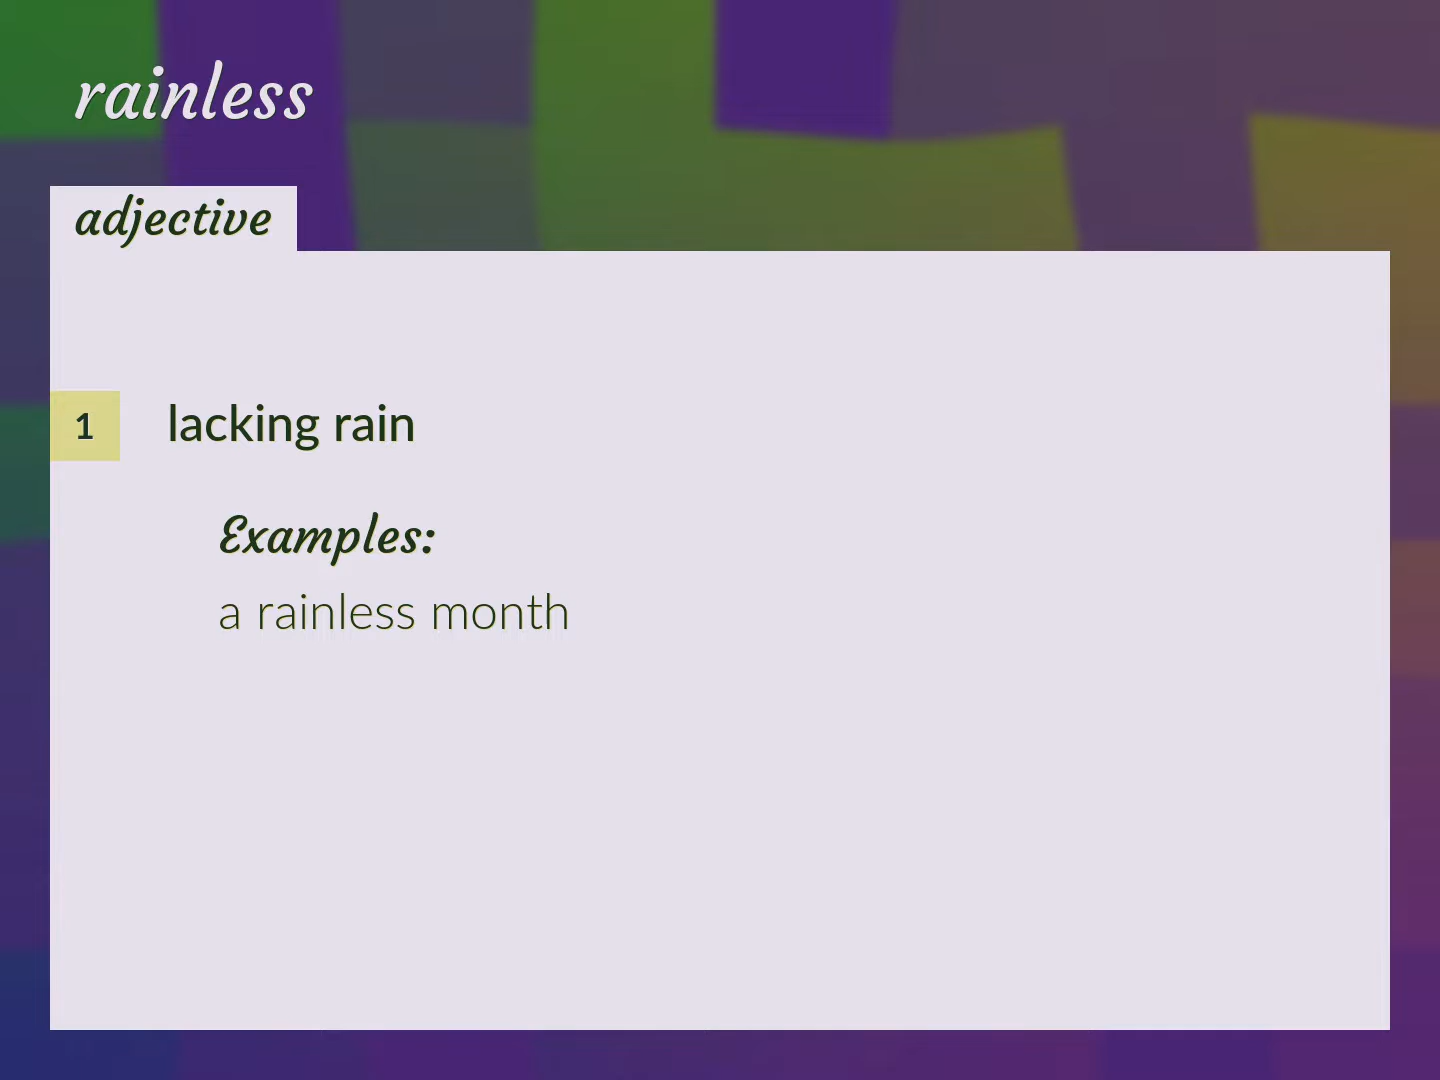 rainless
adjective
1 lacking rain
Examples:
a rainless month